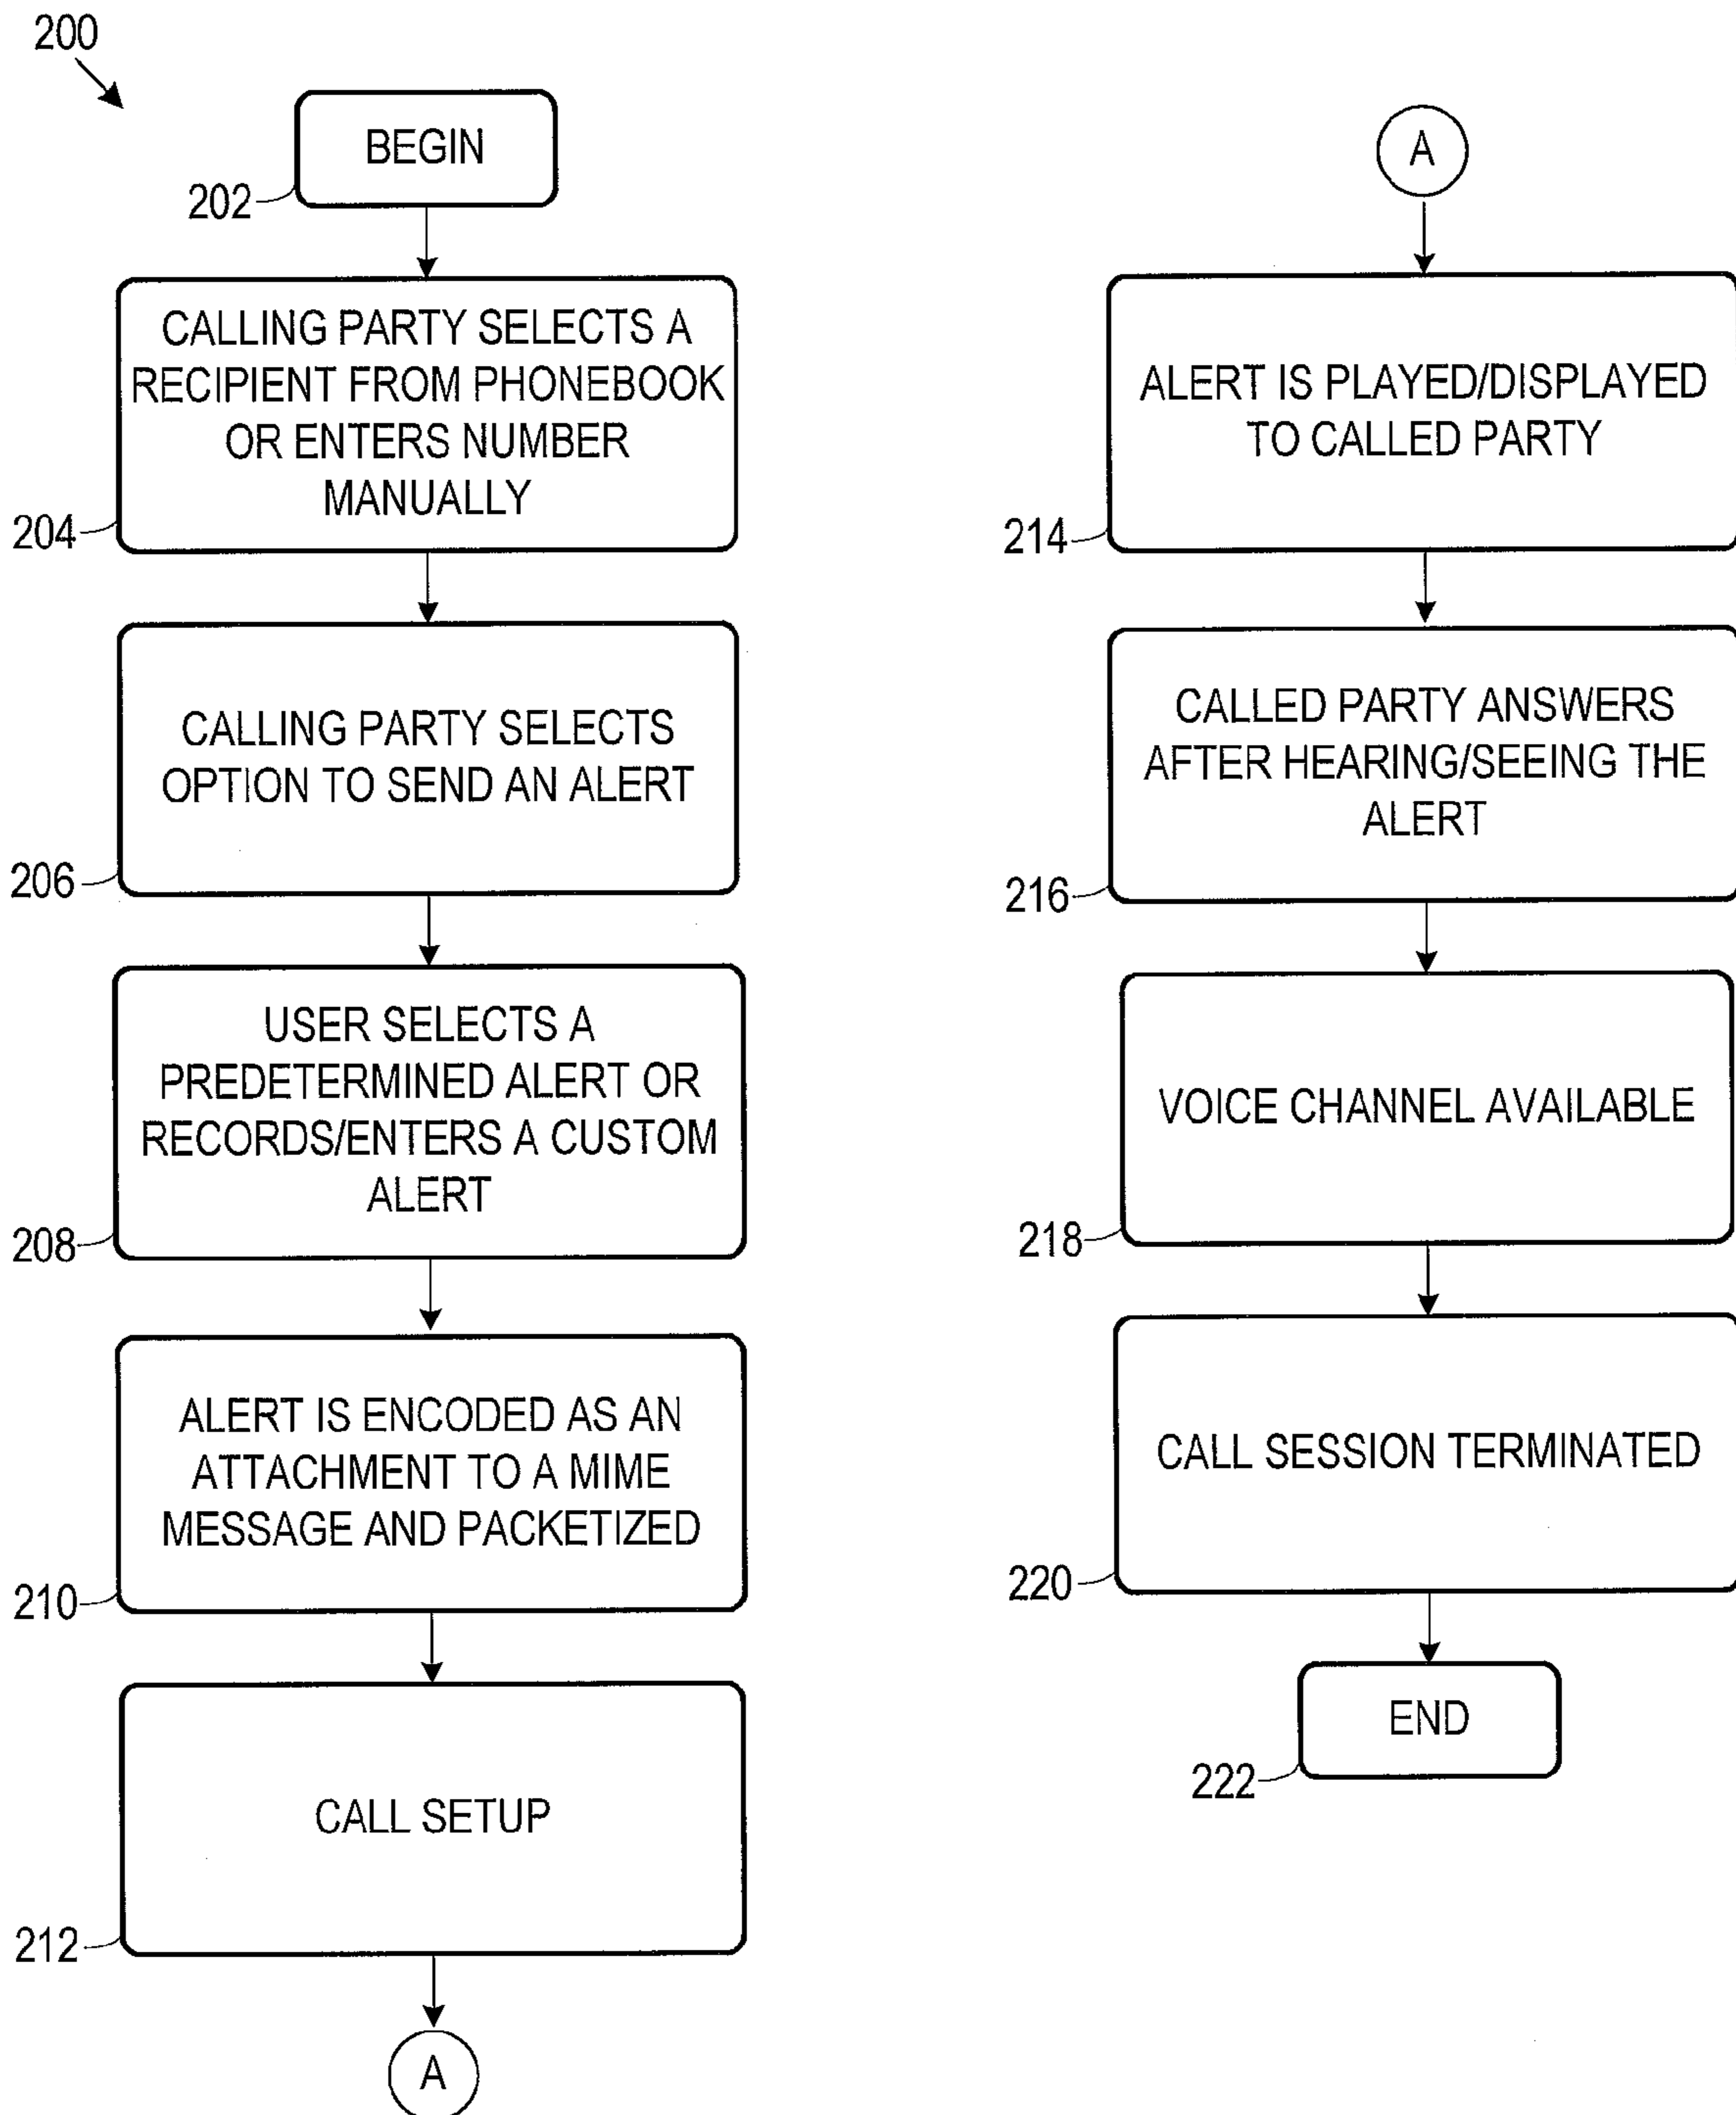 200
BEGIN
202
CALLING PARTY SELECTS A
RECIPIENT FROM PHONEBOOK
OR ENTERS NUMBER
MANUALLY
204
CALLING PARTY SELECTS
OPTION TO SEND AN ALERT
206
USER SELECTS A
PREDETERMINED ALERT OR
RECORDS/ENTERS A CUSTOM
ALERT
208
ALERT IS ENCODED AS AN
ATTACHMENT TO A MIME
MESSAGE AND PACKETIZED
210
CALL SETUP
212
A
A
ALERT IS PLAYED/DISPLAYED
TO CALLED PARTY
214
CALLED PARTY ANSWERS
AFTER HEARING/SEEING THE
ALERT
216
VOICE CHANNEL AVAILABLE
218
CALL SESSION TERMINATED
220
END
222